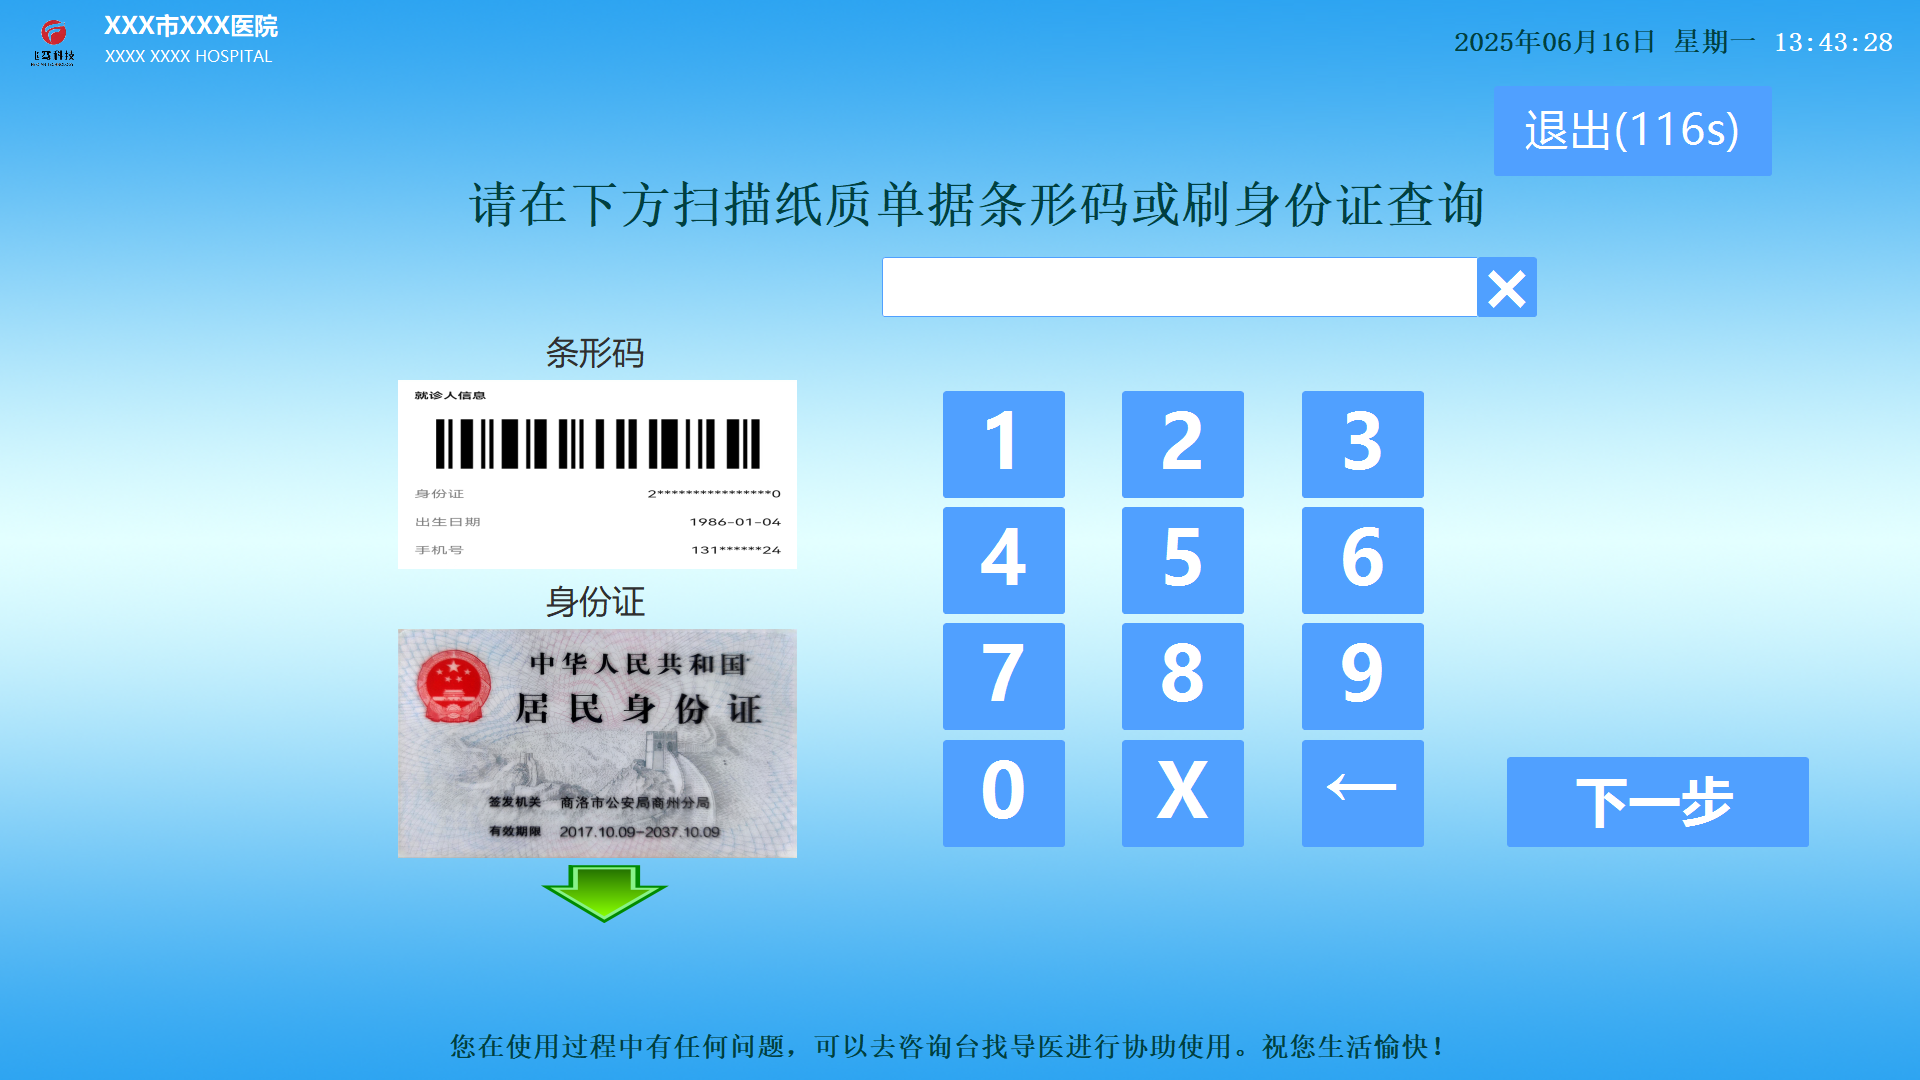 XXX市XXX医院
XXXX XXXX HOSPITAL
飞骞科技
2025年06月16日 星期一 13:43:28
退出(116s)
请在下方扫描纸质单据条形码或刷身份证查询
条形码
就诊人信息
身份证 2****************0
出生日期 1986-01-04
手机号 131******24
身份证
中华人民共和国
居民身份证
签发机关 商洛市公安局商州分局
有效期限 2017.10.09-2037.10.09
1 2 3
4 5 6
7 8 9
0 X ←
下一步
您在使用过程中有任何问题，可以去咨询台找导医进行协助使用。祝您生活愉快！